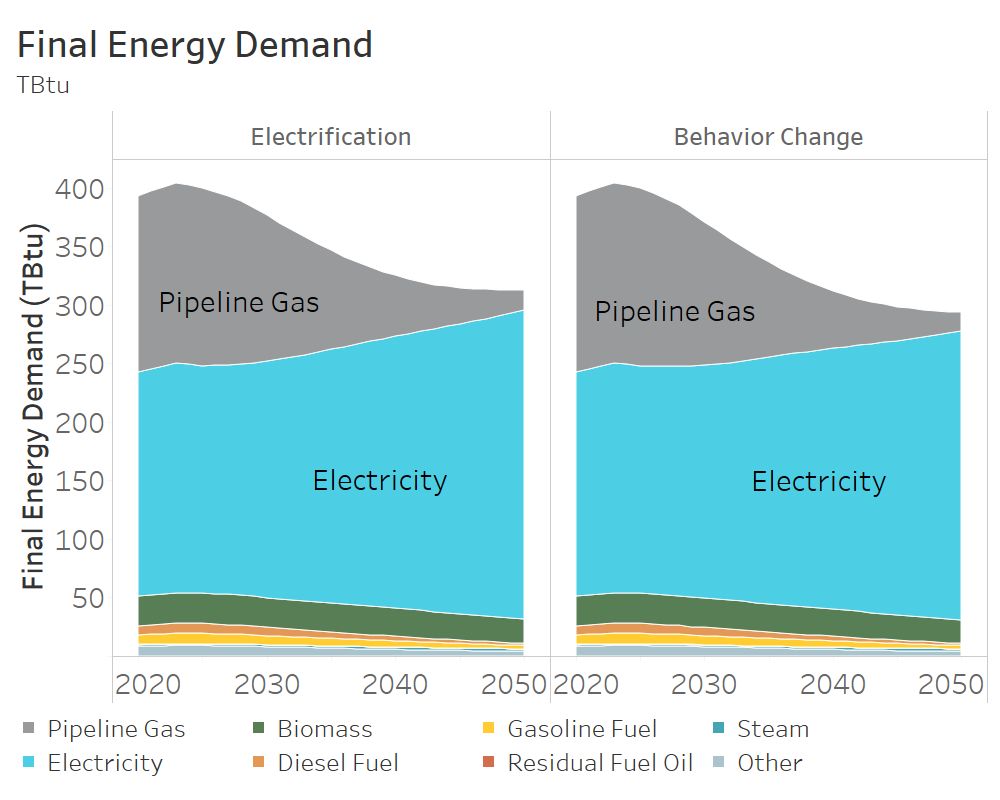 Final Energy Demand
TBtu
Electrification
Behavior Change
Final Energy Demand (TBtu)
400
350
300
250
200
150
100
50
Pipeline Gas
Electricity
Pipeline Gas
Electricity
2020 2030 2040 2050 2020 2030 2040 2050
Pipeline Gas Biomass Gasoline Fuel Steam
Electricity Diesel Fuel Residual Fuel Oil Other